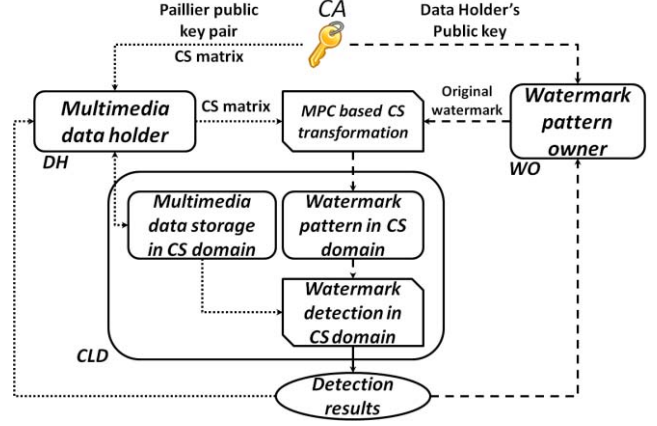 Paillier public
key pair
CS matrix
CA
Data Holder's
Public key
Multimedia
data holder
DH
CS matrix
MPC based CS
transformation
Original
watermark
Watermark
pattern
owner
WO
Multimedia
data storage
in CS domain
Watermark
pattern in CS
domain
Watermark
detection in
CS domain
CLD
Detection
results